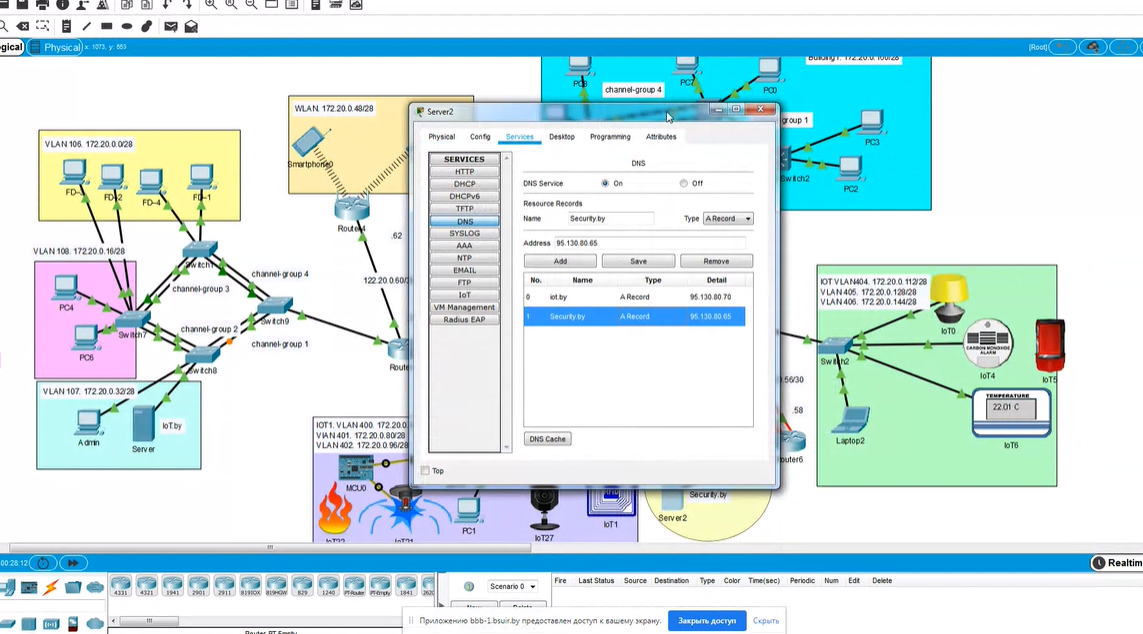 gical
Physical
x: 1073, y: 553
[Root]
WLAN. 172.20.0.48/28
Smartphone0
Router4
.62
122.20.0.60/
VLAN 106. 172.20.0.0/28
FD-3
FD-2
FD-4
FD-1
VLAN 108. 172.20.0.16/28
PC4
PC6
Switch1
Switch7
Switch9
Switch8
channel-group 4
channel-group 3
channel-group 2
channel-group 1
VLAN 107. 172.20.0.32/28
Admin
Server
IoT.by
IOT1. VLAN 400. 172.20.0.
VIAN 401. 172.20.0.80/28
VLAN 402. 172.20.0.96/28
MCU0
IoT22
IoT21
PC1
IoT27
IoT1
Server2
Security.by
PC8
PC7
PC0
channel-group 4
group 1
PC3
PC2
Switch2
Building1. 172.20.0.160/28
IOT VLAN404. 172.20.0.112/28
VLAN 405. 172.20.0.128/28
VLAN 406. 172.20.0.144/28
IoT0
CARBON MONOXIDE
ALARM
IoT4
IoT5
TEMPERATURE
22.01 C
IoT6
Switch2
Laptop2
.56/30
.58
outer6
Server2
Physical
Config
Services
Desktop
Programming
Attributes
SERVICES
HTTP
DHCP
DHCPv6
TFTP
DNS
SYSLOG
AAA
NTP
EMAIL
FTP
IoT
VM Management
Radius EAP
DNS
DNS Service
On
Off
Resource Records
Name
Security.by
Type
A Record
Address
95.130.80.65
Add
Save
Remove
No. Name Type Detail
0 iot.by A Record 95.130.80.70
1 Security.by A Record 95.130.80.65
DNS Cache
Top
00:28:12
Realtim
4331
4321
1941
2901
2911
819IOX
819HGW
829
1240
PT-Router
PT-Empty
1841
262
Router-PT-Empty
Scenario 0
New
Delete
Fire Last Status Source Destination Type Color Time(sec) Periodic Num Edit Delete
Приложению bbb-1.bsuir.by предоставлен доступ к вашему экрану.
Закрыть доступ
Скрыть